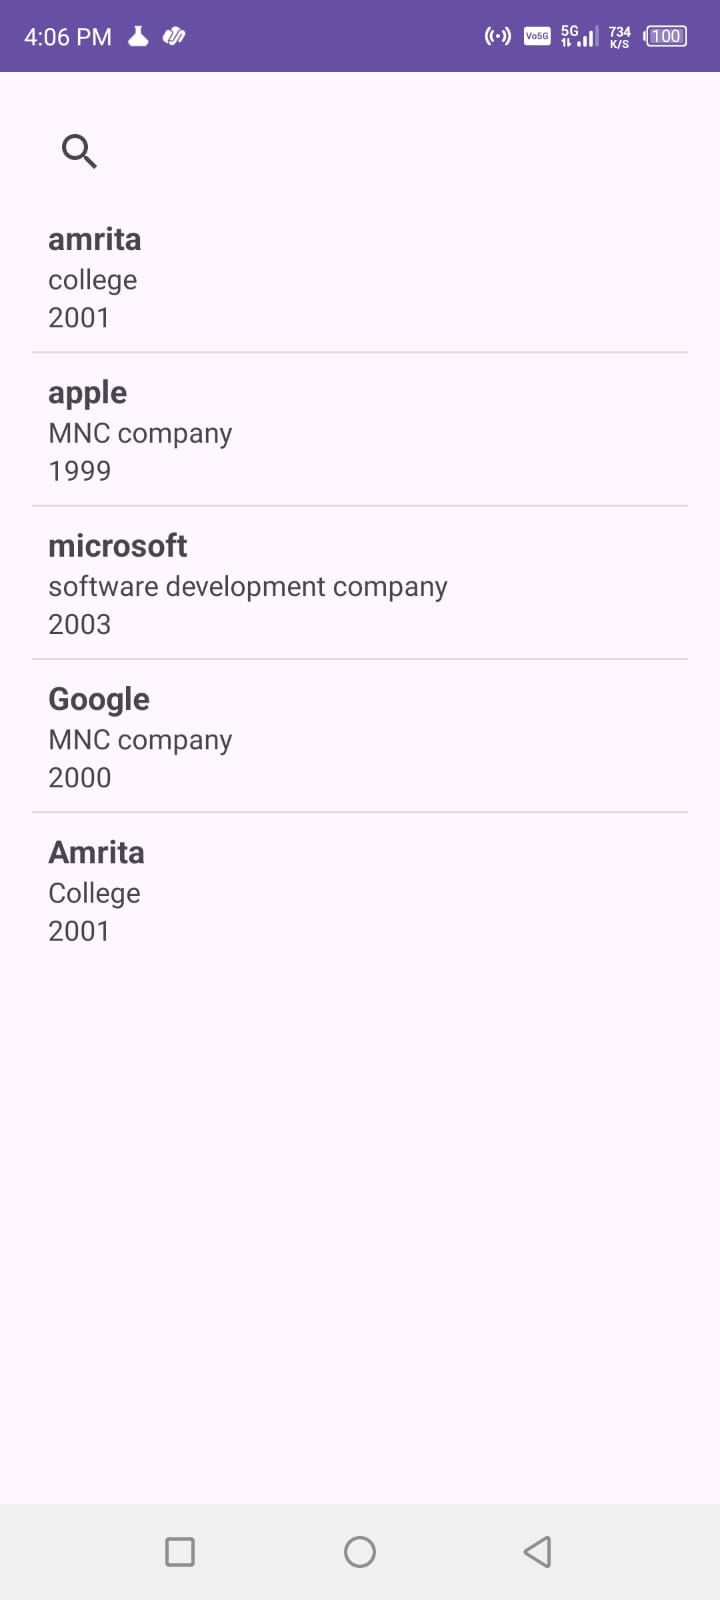 4:06 PM Vo5G 5G 734 K/S 100
amrita
college
2001
apple
MNC company
1999
microsoft
software development company
2003
Google
MNC company
2000
Amrita
College
2001